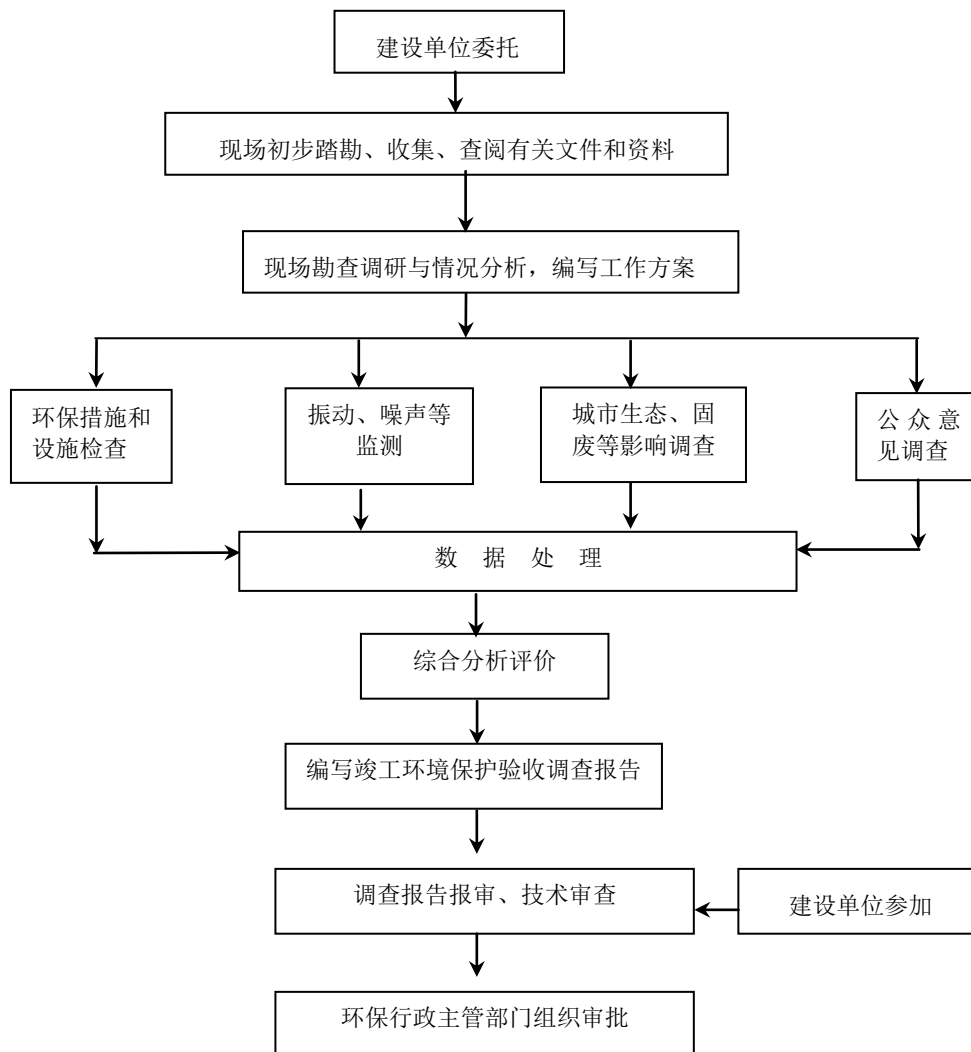 建设单位委托
现场初步踏勘、收集、查阅有关文件和资料
现场勘查调研与情况分析，编写工作方案
环保措施和
设施检查
振动、噪声等
监测
城市生态、固
废等影响调查
公 众 意
见调查
数 据 处 理
综合分析评价
编写竣工环境保护验收调查报告
调查报告报审、技术审查
建设单位参加
环保行政主管部门组织审批